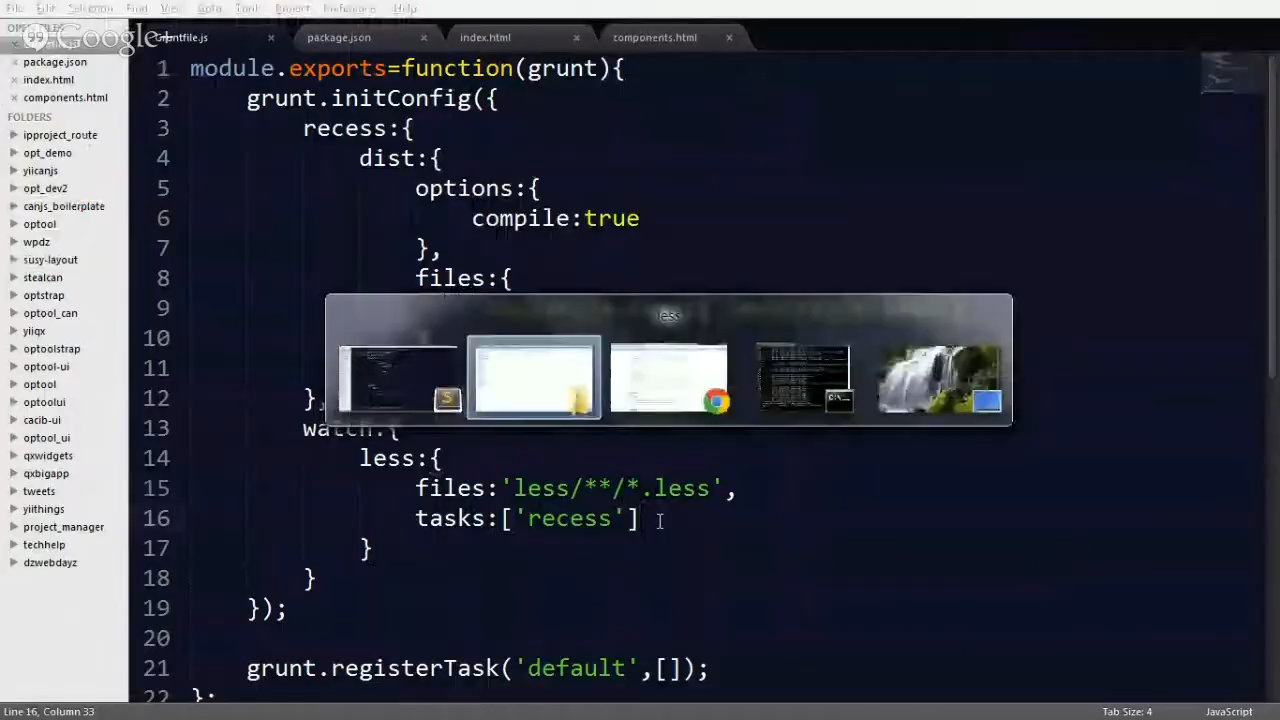 File Edit Selection Find View Goto Tools Project Preferences Help
Google+
Gruntfile.js
package.json
index.html
components.html
package.json
index.html
components.html
FOLDERS
ipproject_route
opt_demo
yiicanjs
opt_dev2
canjs_boilerplate
optool
wpdz
susy-layout
stealcan
optstrap
optool_can
yiiqx
optoolstrap
optool-ui
optool
optoolui
cacib-ui
optool_ui
qxwidgets
qxbigapp
tweets
yiithings
project_manager
techhelp
dzwebdayz
1 module.exports=function(grunt){
2 grunt.initConfig({
3 recess:{
4 dist:{
5 options:{
6 compile:true
7 },
8 files:{
9
10
11
12 },
13 watch:{
14 less:{
15 files:'less/**/*.less',
16 tasks:['recess']
17 }
18 }
19 });
20
21 grunt.registerTask('default',[]);
22 };
less
Line 16, Column 33
Tab Size: 4
JavaScript